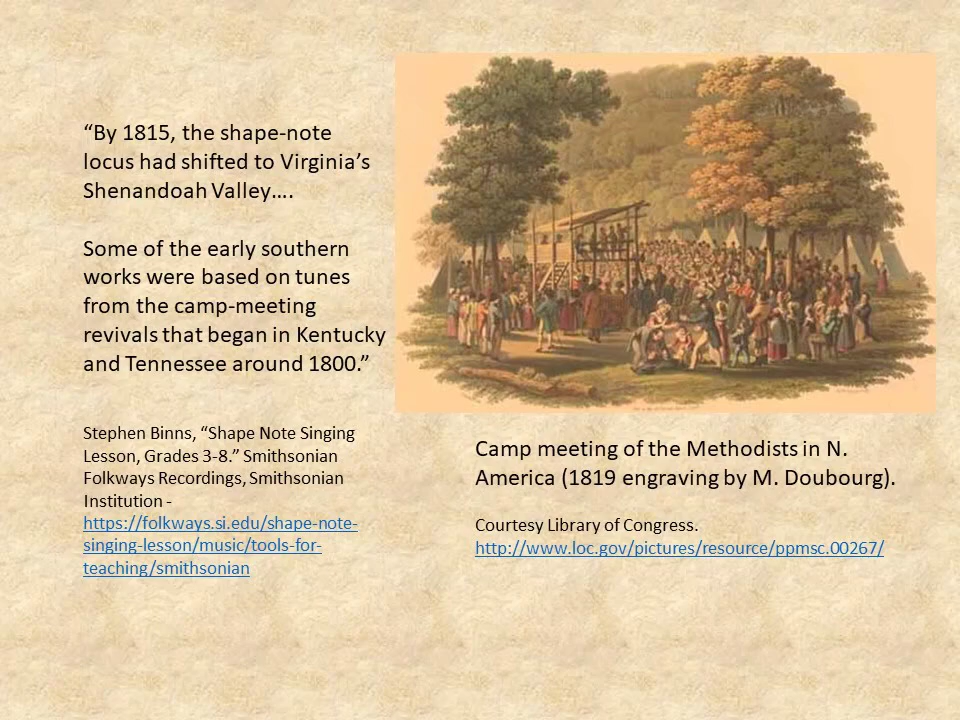 “By 1815, the shape-note
locus had shifted to Virginia’s
Shenandoah Valley….
Some of the early southern
works were based on tunes
from the camp-meeting
revivals that began in Kentucky
and Tennessee around 1800.”
Stephen Binns, “Shape Note Singing
Lesson, Grades 3-8.” Smithsonian
Folkways Recordings, Smithsonian
Institution -
https://folkways.si.edu/shape-note-
singing-lesson/music/tools-for-
teaching/smithsonian
Camp meeting of the Methodists in N.
America (1819 engraving by M. Doubourg).
Courtesy Library of Congress.
http://www.loc.gov/pictures/resource/ppmsc.00267/